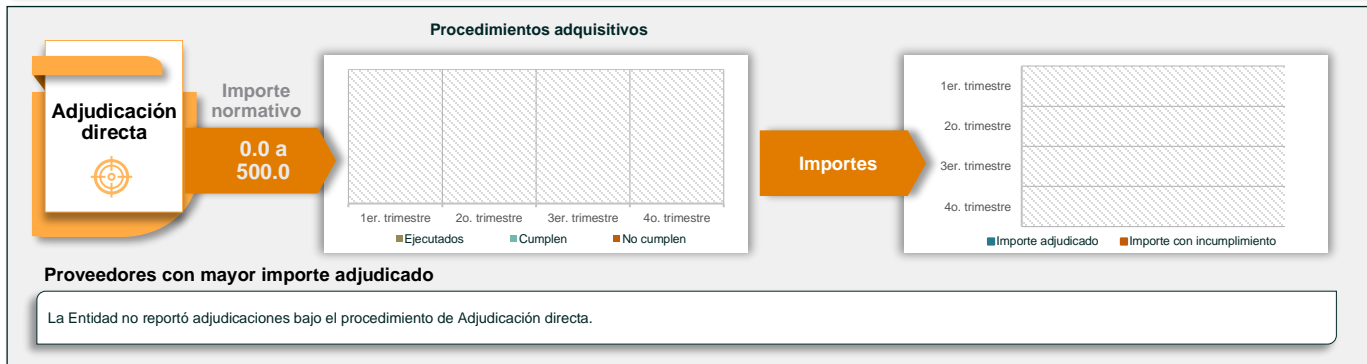 Procedimientos adquisitivos
Adjudicación
directa
Importe
normativo
0.0 a
500.0
1er. trimestre 2o. trimestre 3er. trimestre 4o. trimestre
Ejecutados Cumplen No cumplen
Importes
1er. trimestre
2o. trimestre
3er. trimestre
4o. trimestre
Importe adjudicado Importe con incumplimiento
Proveedores con mayor importe adjudicado
La Entidad no reportó adjudicaciones bajo el procedimiento de Adjudicación directa.